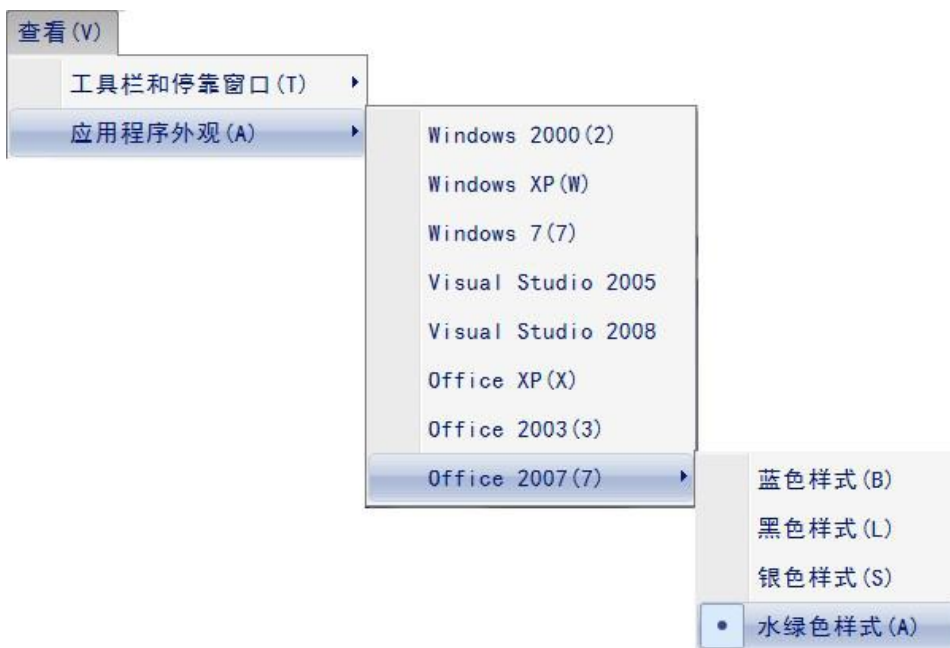 查看(V)
工具栏和停靠窗口(T)
应用程序外观(A)
Windows 2000(2)
Windows XP(W)
Windows 7(7)
Visual Studio 2005
Visual Studio 2008
Office XP(X)
Office 2003(3)
Office 2007(7)
蓝色样式(B)
黑色样式(L)
银色样式(S)
水绿色样式(A)